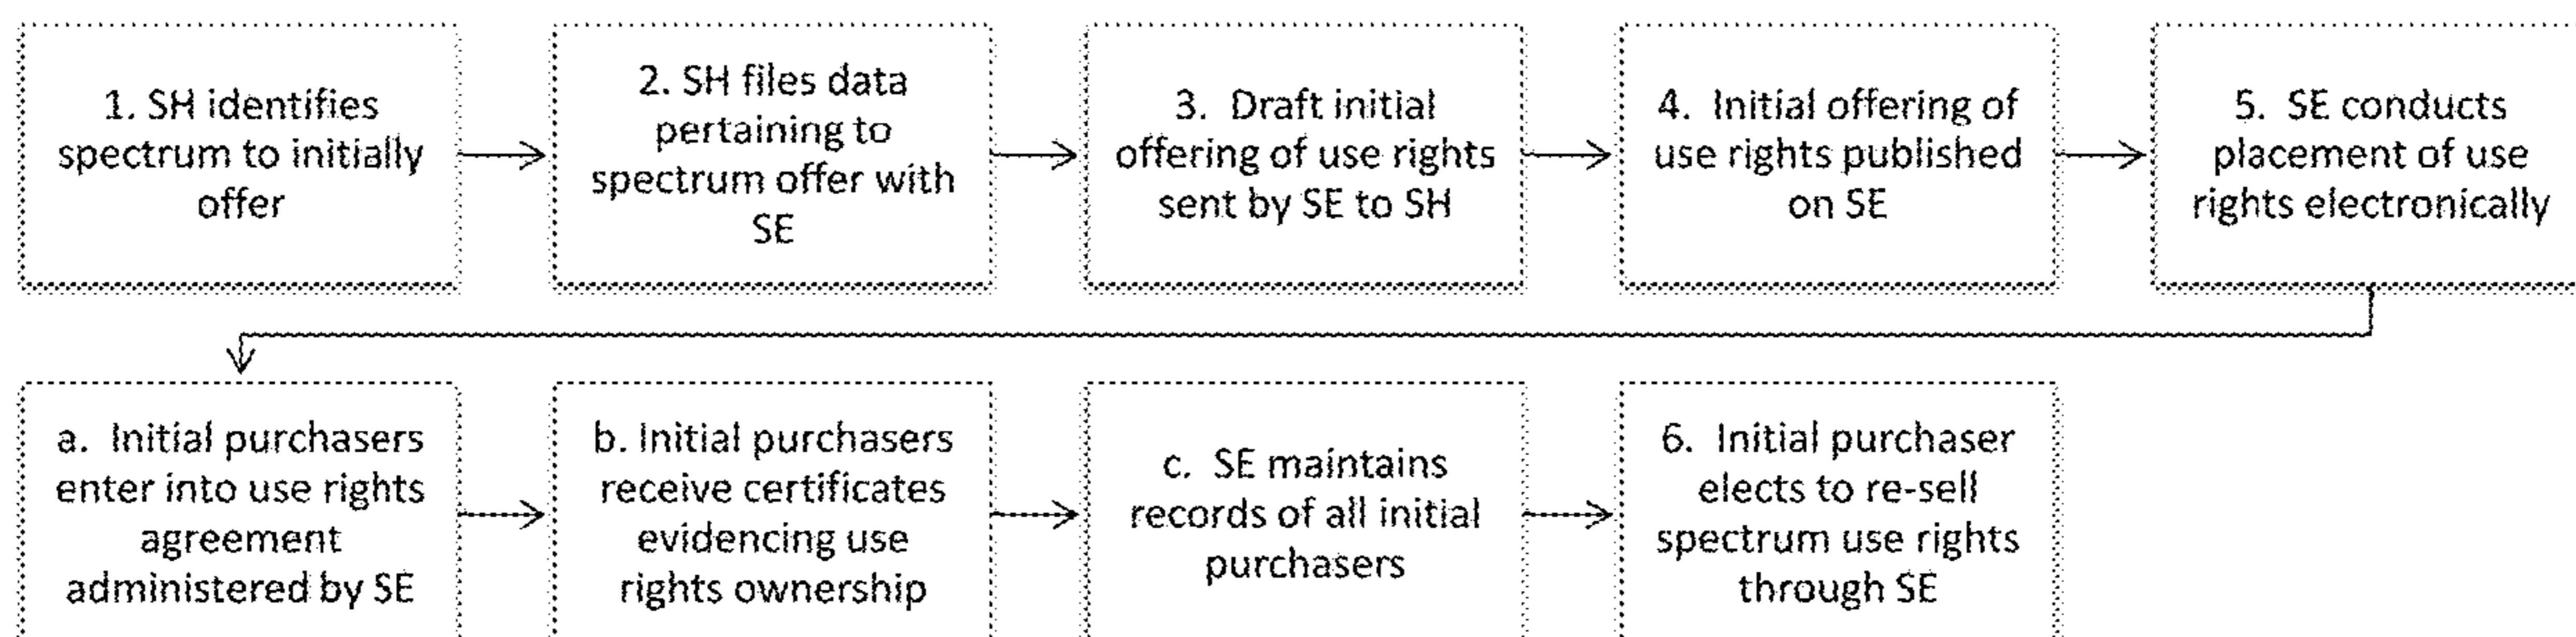 1. SH identifies
spectrum to initially
offer
2. SH files data
pertaining to
spectrum offer with
SE
3. Draft initial
offering of use rights
sent by SE to SH
4. Initial offering of
use rights published
on SE
5. SE conducts
placement of use
rights electronically
a. Initial purchasers
enter into use rights
agreement
administered by SE
b. Initial purchasers
receive certificates
evidencing use
rights ownership
c. SE maintains
records of all initial
purchasers
6. Initial purchaser
elects to re-sell
spectrum use rights
through SE